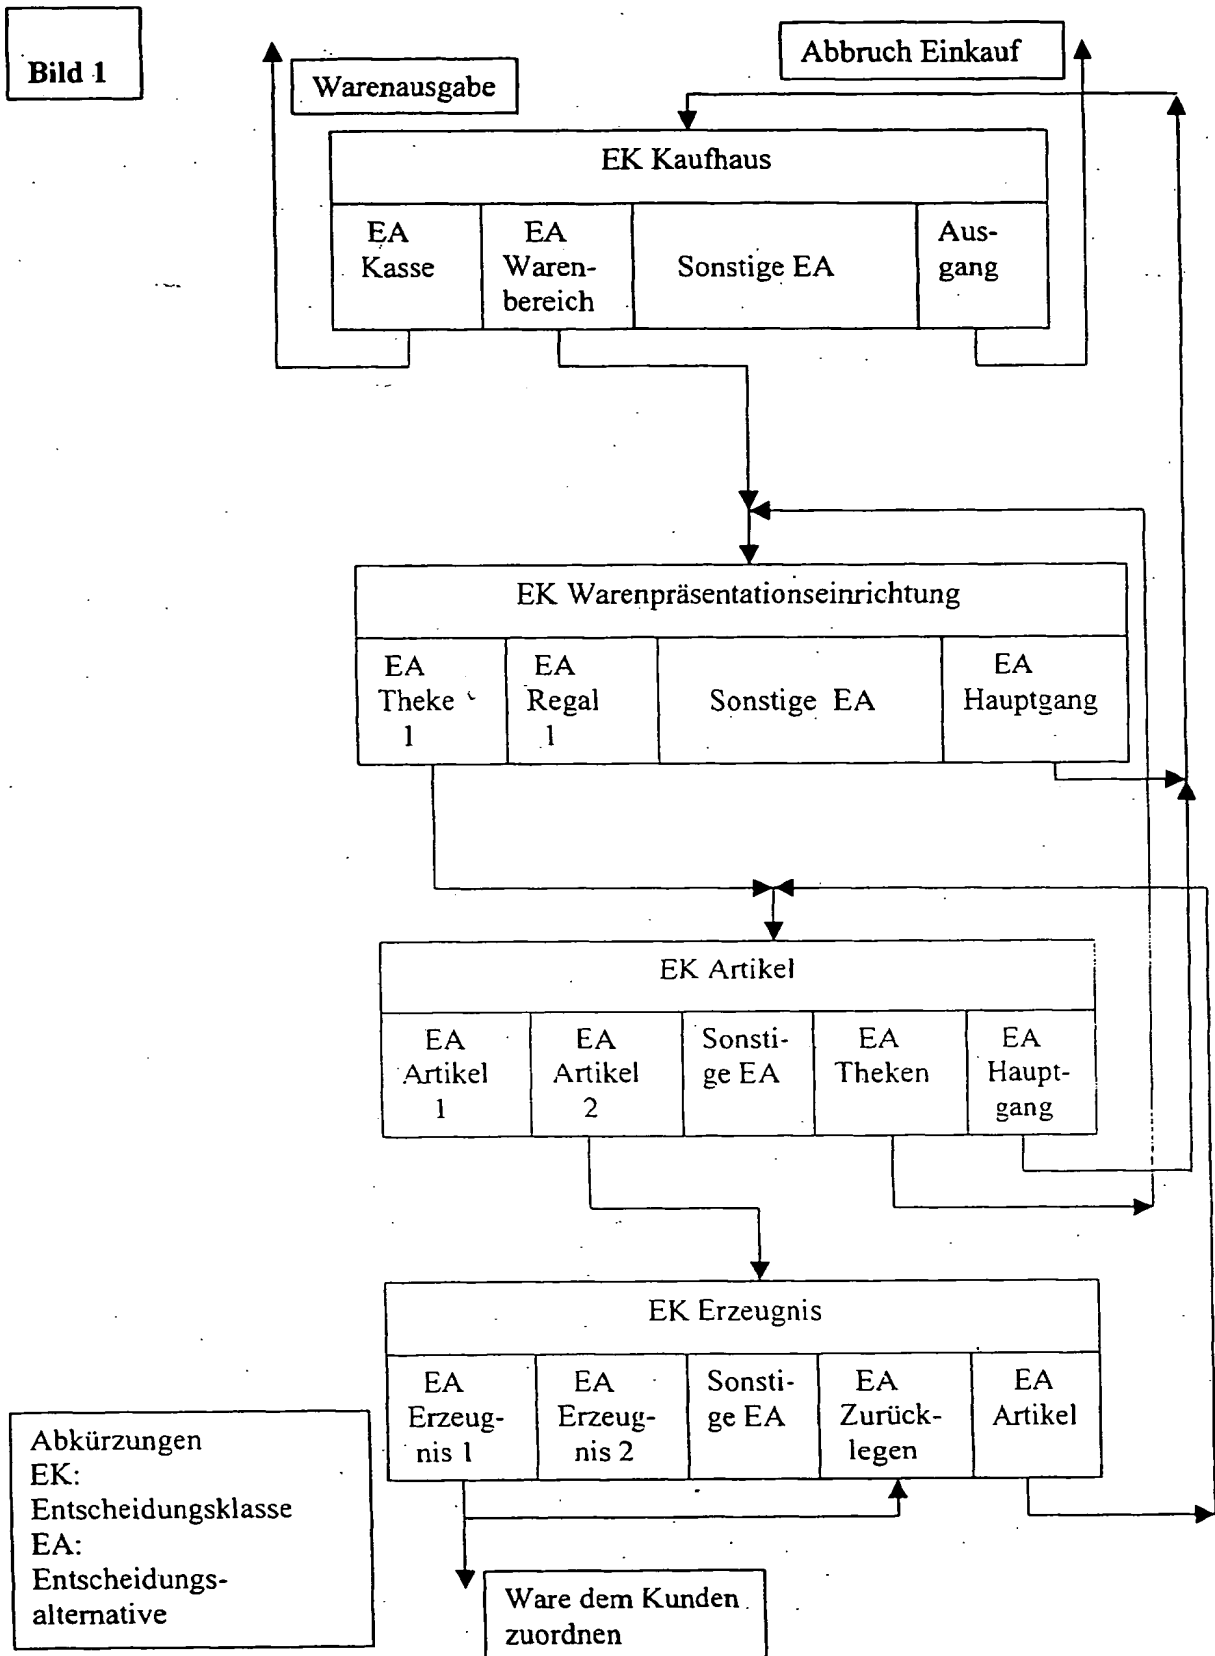 Bild 1
Warenausgabe
Abbruch Einkauf
EK Kaufhaus
EA
Kasse
EA
Waren-
bereich
Sonstige EA
Aus-
gang
EK Warenpräsentationseinrichtung
EA
Theke
1
EA
Regal
1
Sonstige EA
EA
Hauptgang
EK Artikel
EA
Artikel
1
EA
Artikel
2
Sonsti-
ge EA
EA
Theken
EA
Haupt-
gang
EK Erzeugnis
EA
Erzeug-
nis 1
EA
Erzeug-
nis 2
Sonsti-
ge EA
EA
Zurück-
legen
EA
Artikel
Abkürzungen
EK:
Entscheidungsklasse
EA:
Entscheidungs-
alternative
Ware dem Kunden
zuordnen